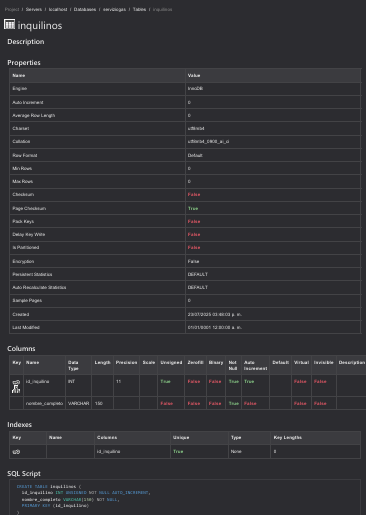 Project / Servers / localhost / Databases / servidogas / Tables / inquilinos
inquilinos
Description
Properties
Name Value
Engine InnoDB
Auto Increment 0
Average Row Length 0
Charset utf8mb4
Collation utf8mb4_0900_ai_ci
Row Format Default
Min Rows 0
Max Rows 0
Checksum False
Page Checksum True
Pack Keys False
Delay Key Write False
Is Partitioned False
Encryption False
Persistent Statistics DEFAULT
Auto Recalculate Statistics DEFAULT
Sample Pages 0
Created 23/07/2025 03:48:03 p. m.
Last Modified 01/01/0001 12:00:00 a. m.
Columns
Key Name Data Type Length Precision Scale Unsigned Zerofill Binary Not Null Auto Increment Default Virtual Invisible Description
id_inquilino INT 11 True False False True True False False
nombre_completo VARCHAR 150 False False False True False False False
Indexes
Key Name Columns Unique Type Key Lengths
id_inquilino True None 0
SQL Script
CREATE TABLE inquilinos (
id_inquilino INT UNSIGNED NOT NULL AUTO_INCREMENT,
nombre_completo VARCHAR(150) NOT NULL,
PRIMARY KEY (id_inquilino)
)